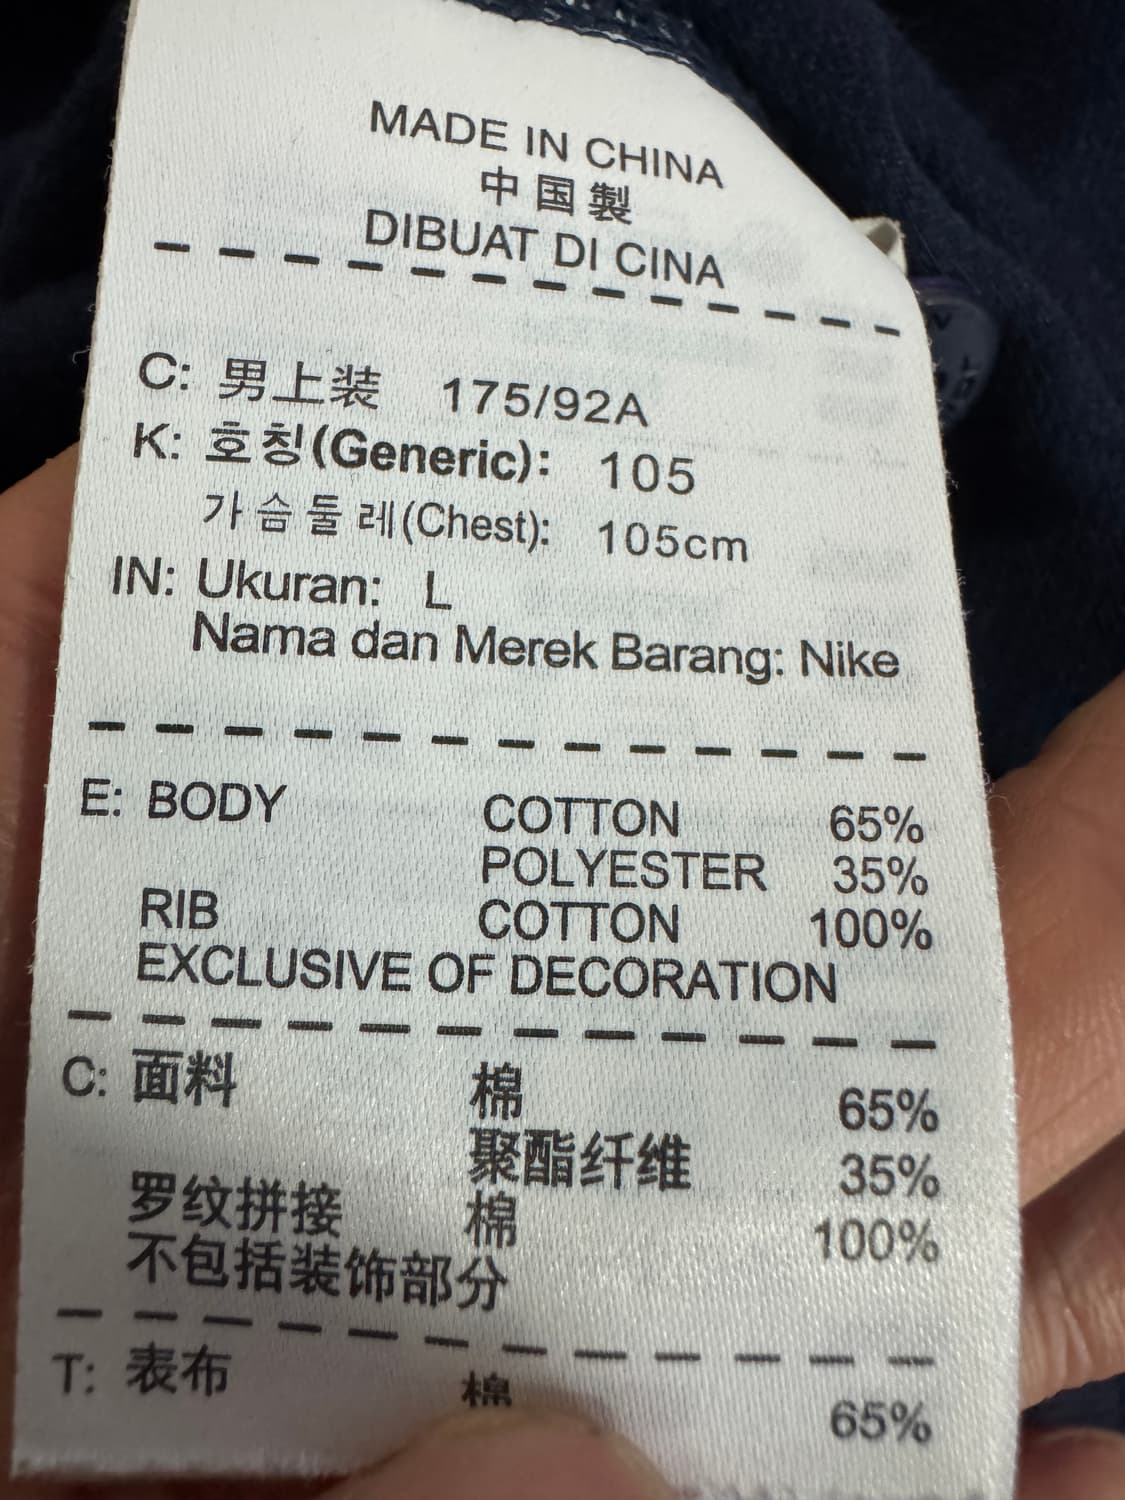 MADE IN CHINA
中国製
DIBUAT DI CINA
C: 男上装 175/92A
K: 호칭(Generic): 105
가슴둘레(Chest): 105cm
IN: Ukuran: L
Nama dan Merek Barang: Nike
E: BODY COTTON 65%
POLYESTER 35%
RIB COTTON 100%
EXCLUSIVE OF DECORATION
C: 面料 棉 65%
聚酯纤维 35%
罗纹拼接 棉 100%
不包括装饰部分
T: 表布 棉 65%